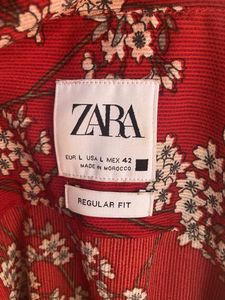 ZARA
EUR L USA L MEX 42
MADE IN MOROCCO
REGULAR FIT